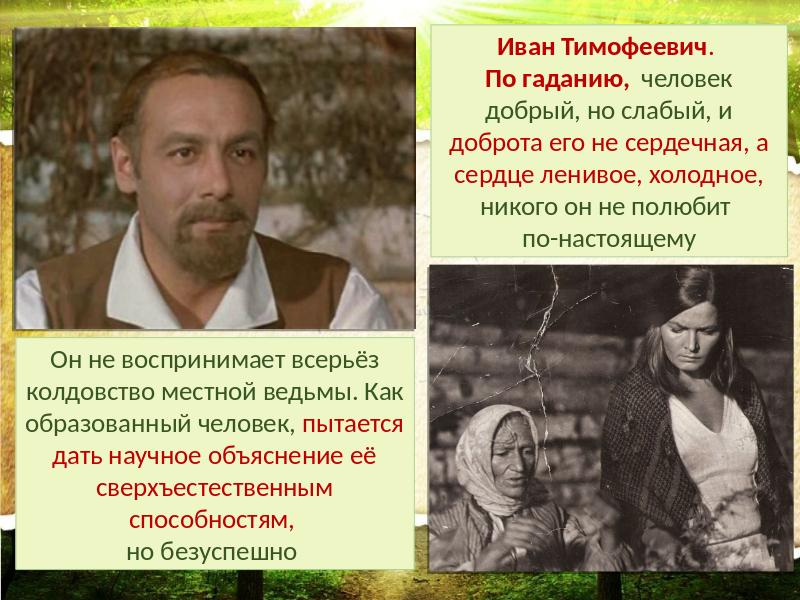 Иван Тимофеевич.
По гаданию, человек
добрый, но слабый, и
доброта его не сердечная, а
сердце ленивое, холодное,
никого он не полюбит
по-настоящему
Он не воспринимает всерьёз
колдовство местной ведьмы. Как
образованный человек, пытается
дать научное объяснение её
сверхъестественным
способностям,
но безуспешно